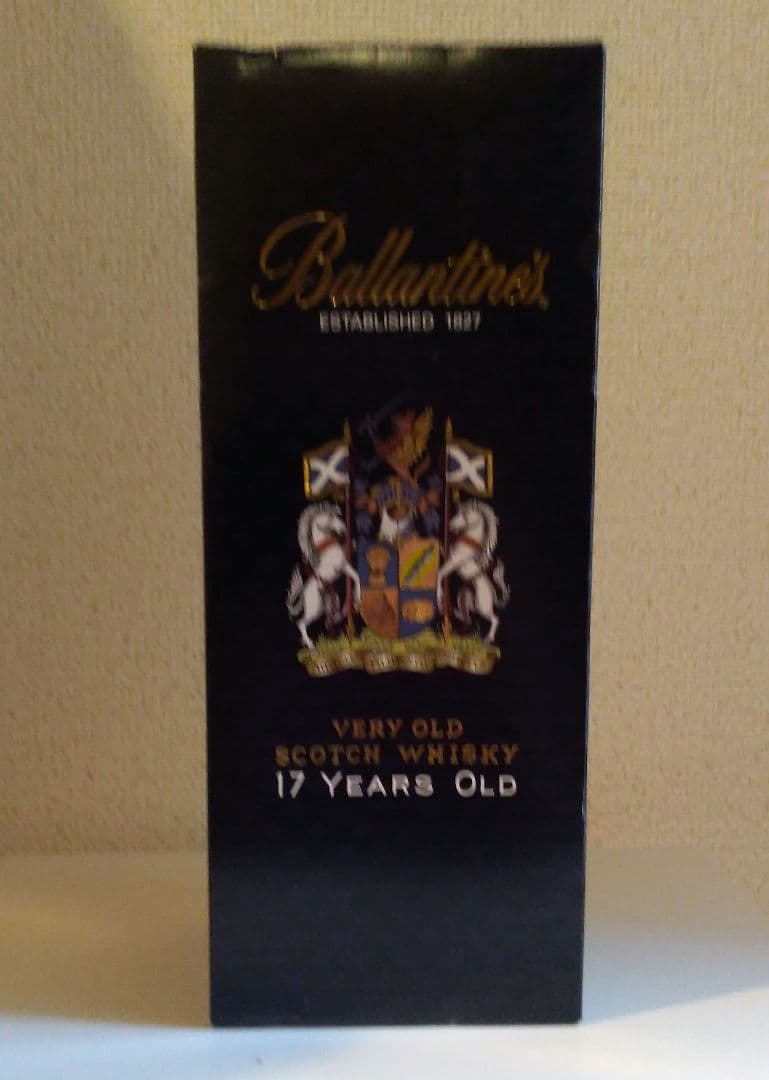 Ballantine's
ESTABLISHED 1827
VERY OLD
SCOTCH WHISKY
17 YEARS OLD